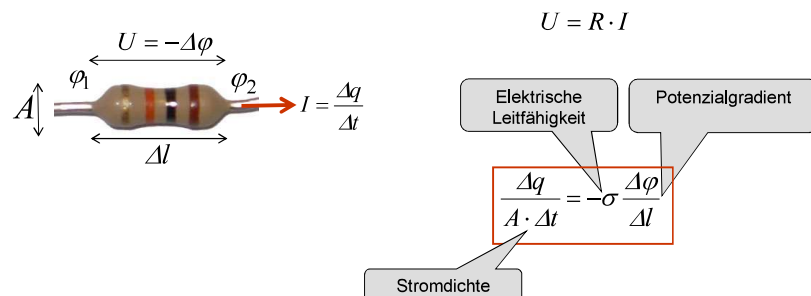 U = −Δφ
U = R · I
φ₁
φ₂
A
I = Δq/Δt
Δl
Elektrische
Leitfähigkeit
Potenzialgradient
Δq/(A · Δt) = −σ Δφ/Δl
Stromdichte